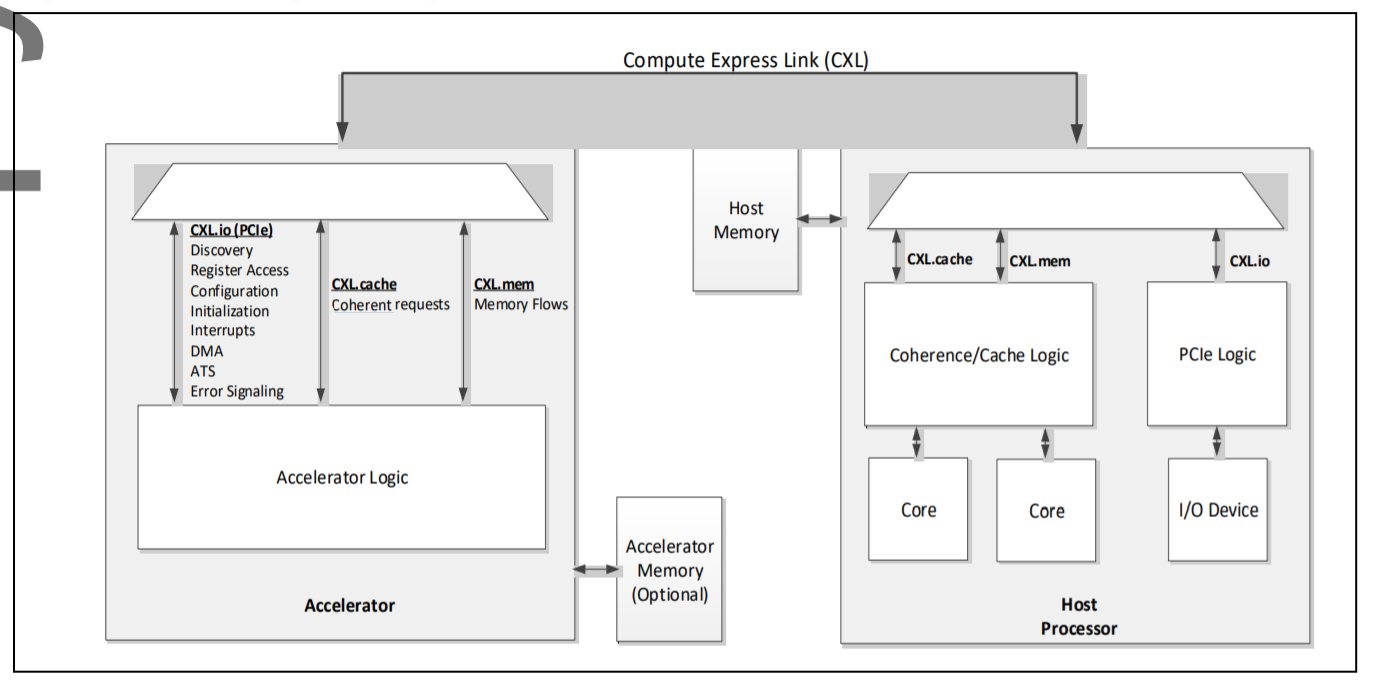 Compute Express Link (CXL)
CXL.io (PCIe)
Discovery
Register Access
Configuration
Initialization
Interrupts
DMA
ATS
Error Signaling
CXL.cache
Coherent requests
CXL.mem
Memory Flows
Accelerator Logic
Accelerator
Accelerator
Memory
(Optional)
Host
Memory
CXL.cache
CXL.mem
CXL.io
Coherence/Cache Logic
PCIe Logic
Core
Core
I/O Device
Host
Processor